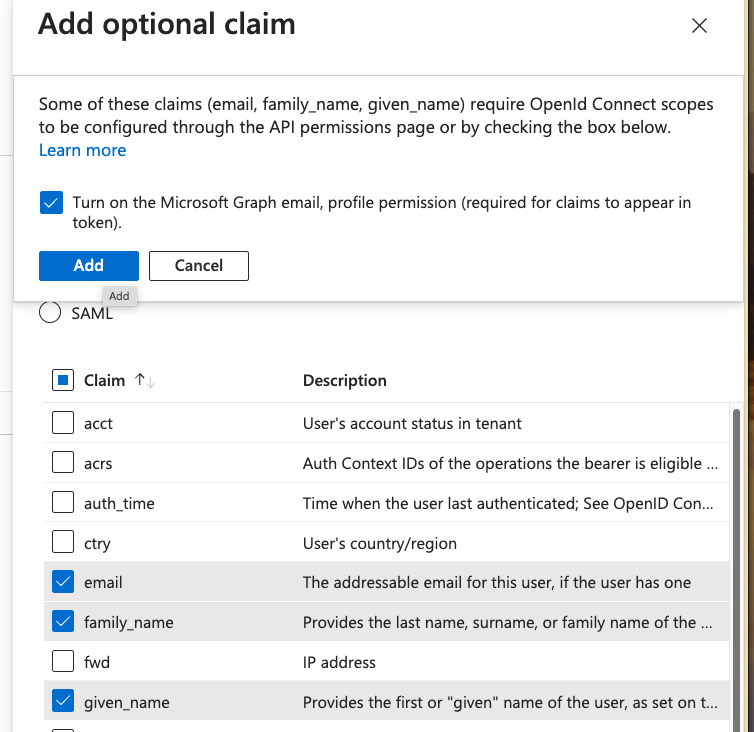 Add optional claim
Some of these claims (email, family_name, given_name) require OpenId Connect scopes
to be configured through the API permissions page or by checking the box below.
Learn more
Turn on the Microsoft Graph email, profile permission (required for claims to appear in
token).
Add
Cancel
Add
SAML
Claim
Description
acct
User's account status in tenant
acrs
Auth Context IDs of the operations the bearer is eligible ...
auth_time
Time when the user last authenticated; See OpenID Con...
ctry
User's country/region
email
The addressable email for this user, if the user has one
family_name
Provides the last name, surname, or family name of the ...
fwd
IP address
given_name
Provides the first or "given" name of the user, as set on t...